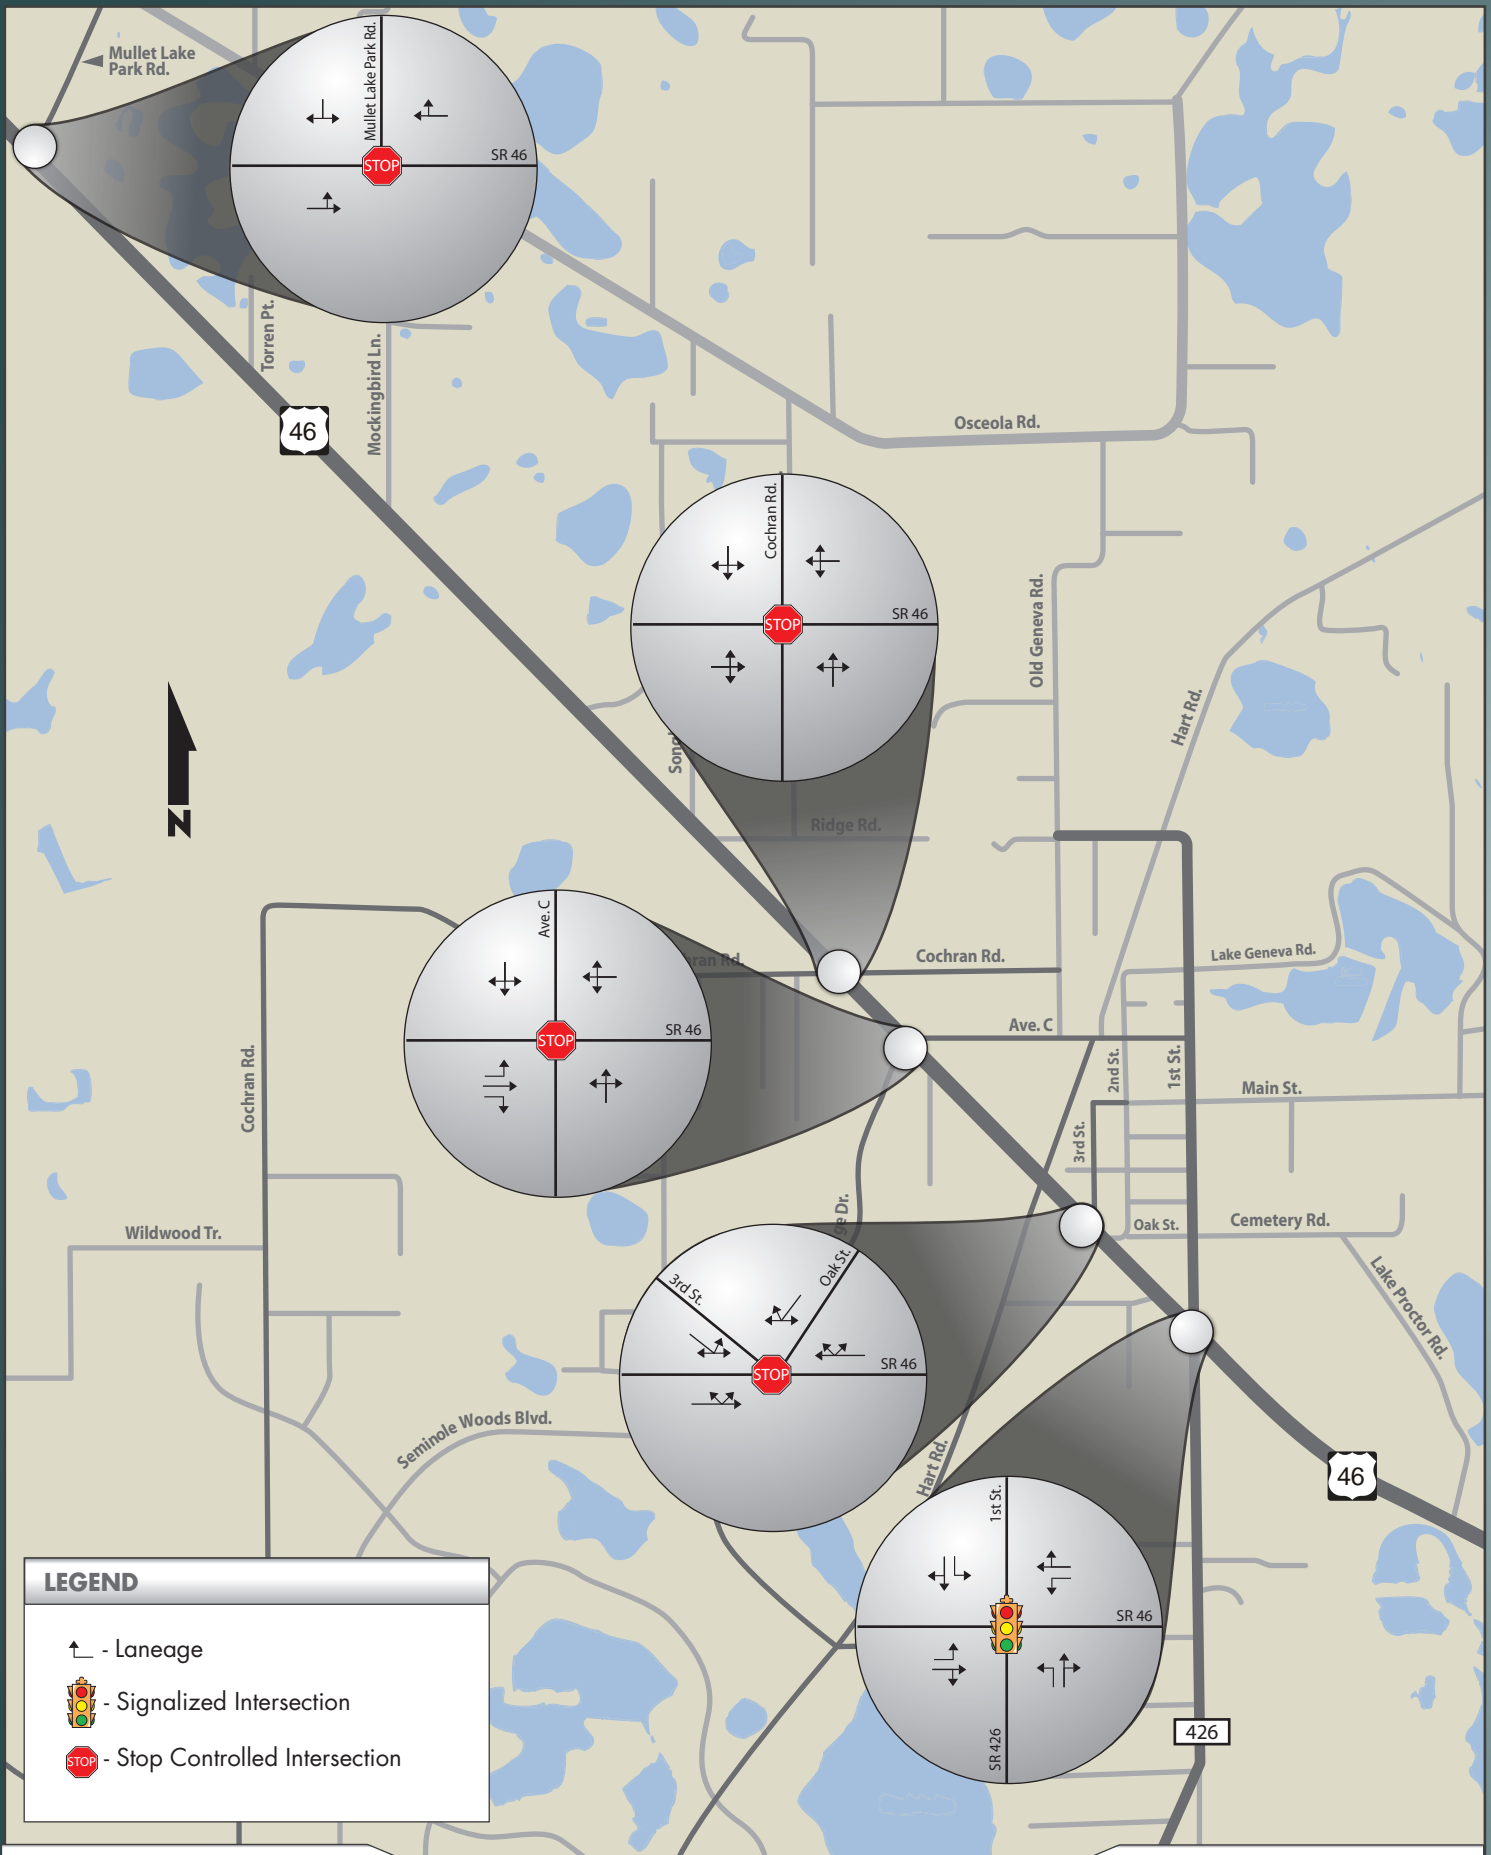 Mullet Lake
Park Rd.
Mullet Lake Park Rd.
SR 46
STOP
Torren Pt.
Mockingbird Ln.
46
Osceola Rd.
Cochran Rd.
SR 46
STOP
Old Geneva Rd.
Hart Rd.
Ridge Rd.
N
Ave. C
SR 46
STOP
Cochran Rd.
Lake Geneva Rd.
Ave. C
2nd St.
1st St.
Main St.
3rd St.
Cochran Rd.
Wildwood Tr.
Oak St.
Cemetery Rd.
Lake Proctor Rd.
3rd St.
Oak St.
SR 46
STOP
Seminole Woods Blvd.
Hart Rd.
46
1st St.
SR 46
SR 426
426
LEGEND
- Laneage
- Signalized Intersection
STOP
- Stop Controlled Intersection